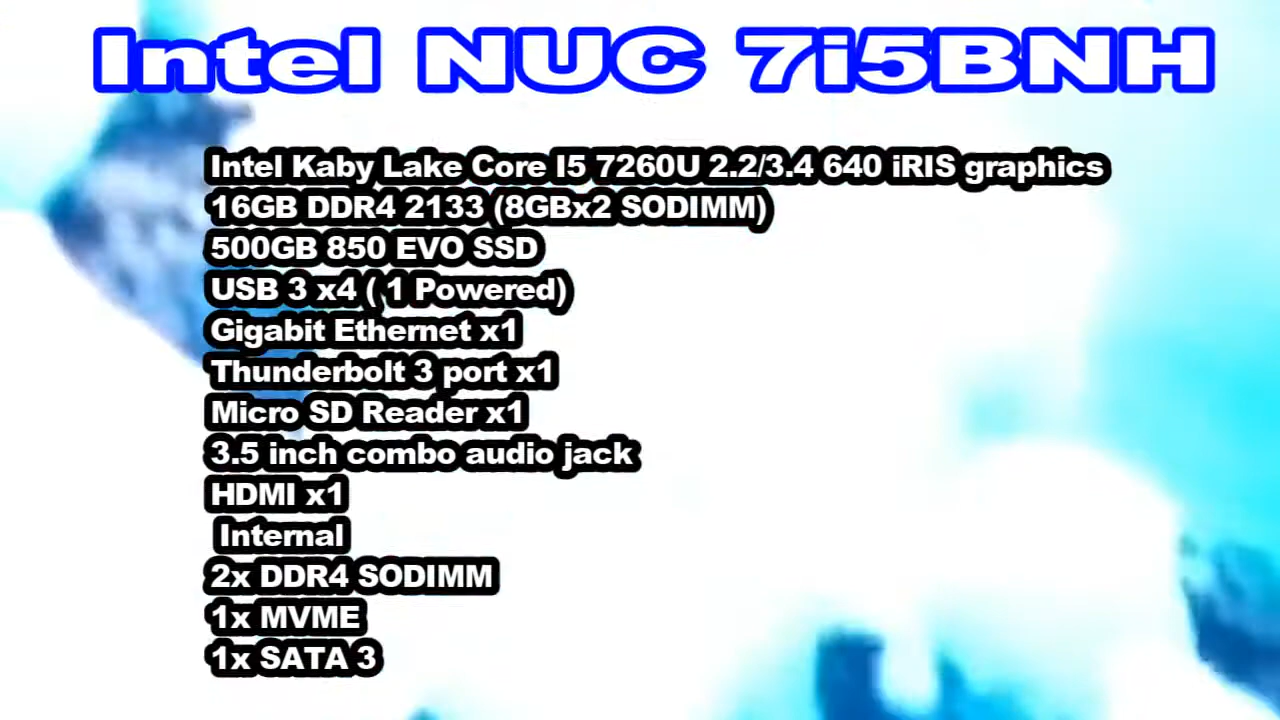 Intel NUC 7i5BNH
Intel Kaby Lake Core I5 7260U 2.2/3.4 640 iRIS graphics
16GB DDR4 2133 (8GBx2 SODIMM)
500GB 850 EVO SSD
USB 3 x4 ( 1 Powered)
Gigabit Ethernet x1
Thunderbolt 3 port x1
Micro SD Reader x1
3.5 inch combo audio jack
HDMI x1
Internal
2x DDR4 SODIMM
1x MVME
1x SATA 3